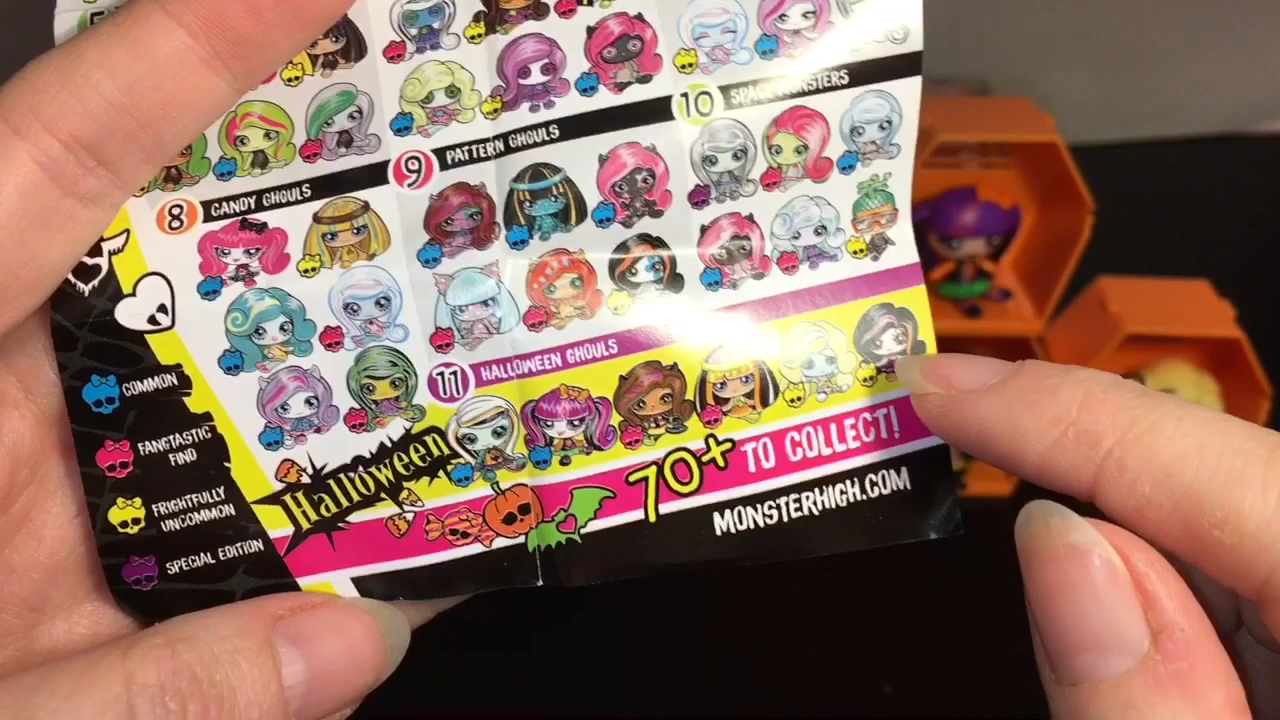 10 SPACE MONSTERS
9 PATTERN GHOULS
8 CANDY GHOULS
11 HALLOWEEN GHOULS
COMMON
FANGTASTIC
FIND
FRIGHTFULLY
UNCOMMON
SPECIAL EDITION
Halloween
70+ TO COLLECT!
MONSTERHIGH.COM